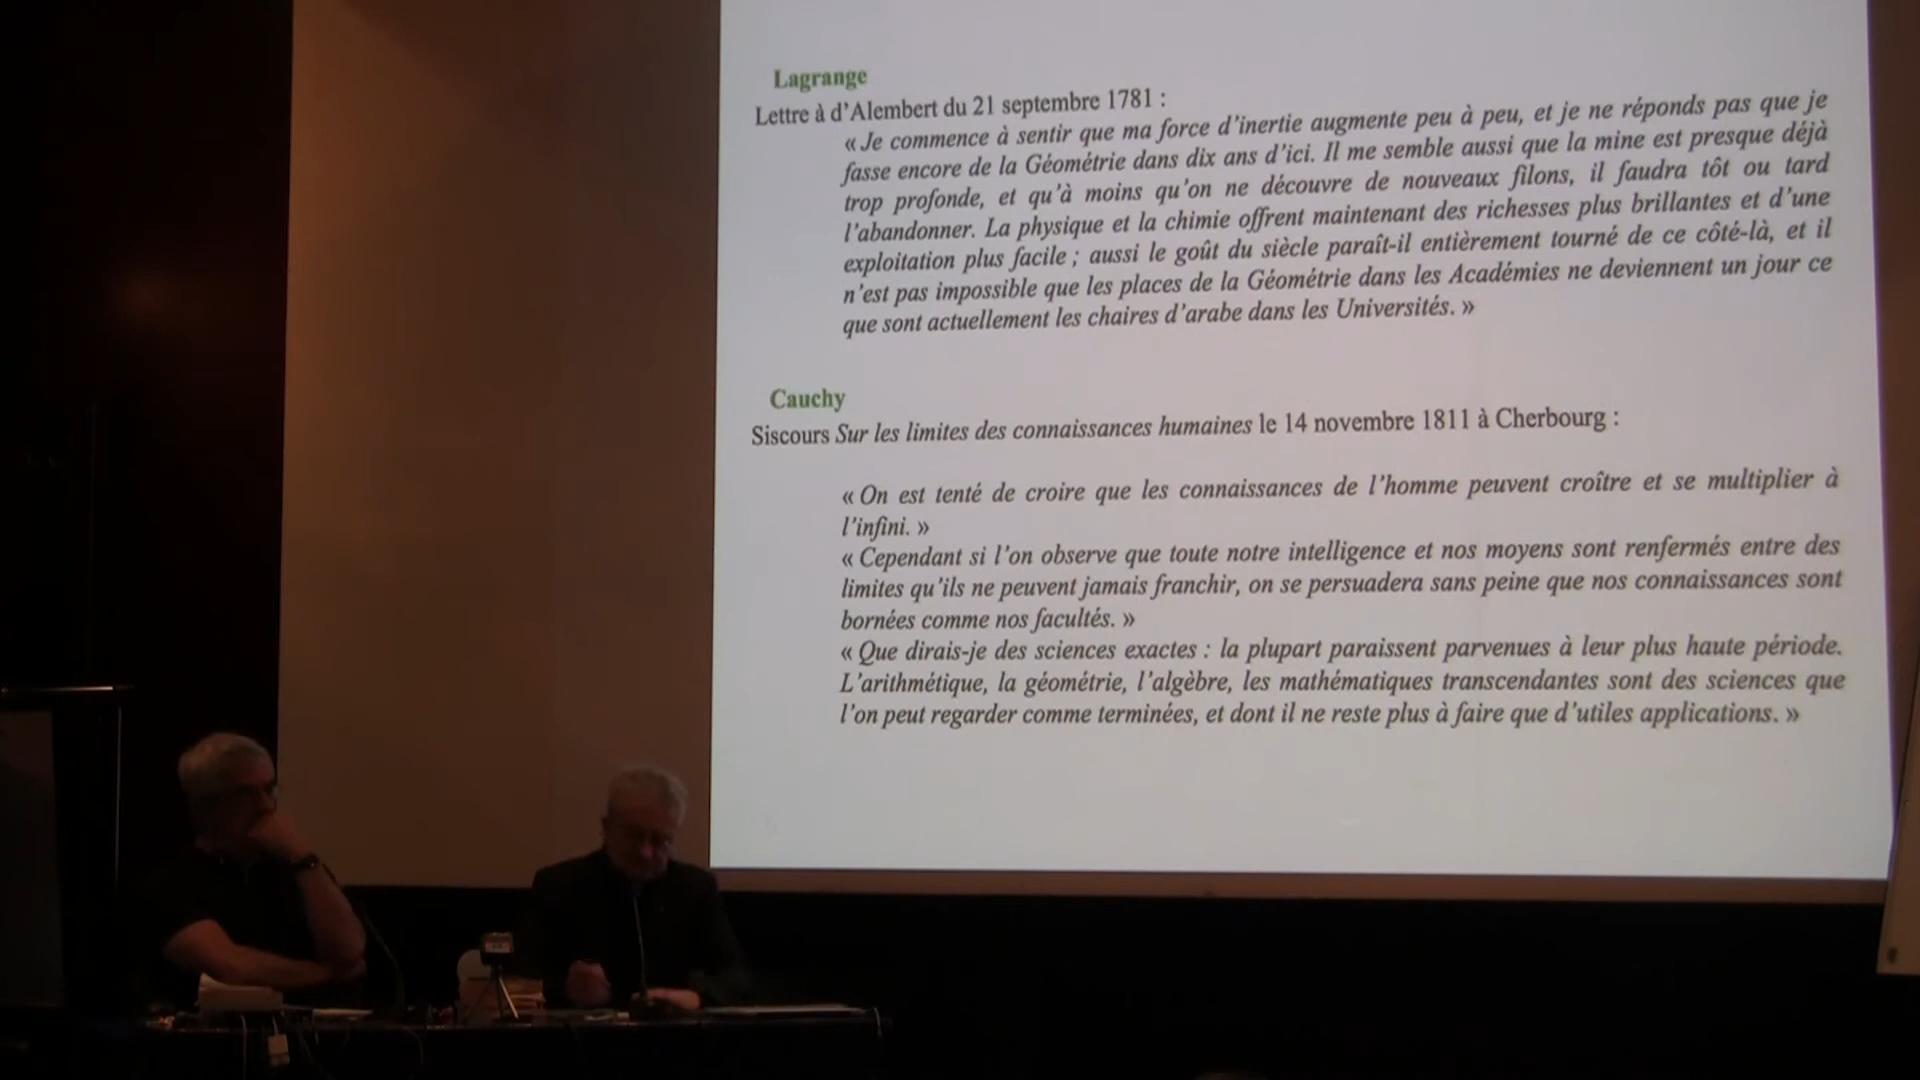 Lagrange
Lettre à d’Alembert du 21 septembre 1781 :
« Je commence à sentir que ma force d’inertie augmente peu à peu, et je ne réponds pas que je
fasse encore de la Géométrie dans dix ans d’ici. Il me semble aussi que la mine est presque déjà
trop profonde, et qu’à moins qu’on ne découvre de nouveaux filons, il faudra tôt ou tard
l’abandonner. La physique et la chimie offrent maintenant des richesses plus brillantes et d’une
exploitation plus facile ; aussi le goût du siècle paraît-il entièrement tourné de ce côté-là, et il
n’est pas impossible que les places de la Géométrie dans les Académies ne deviennent un jour ce
que sont actuellement les chaires d’arabe dans les Universités. »
Cauchy
Siscours Sur les limites des connaissances humaines le 14 novembre 1811 à Cherbourg :
« On est tenté de croire que les connaissances de l’homme peuvent croître et se multiplier à
l’infini. »
« Cependant si l’on observe que toute notre intelligence et nos moyens sont renfermés entre des
limites qu’ils ne peuvent jamais franchir, on se persuadera sans peine que nos connaissances sont
bornées comme nos facultés. »
« Que dirais-je des sciences exactes : la plupart paraissent parvenues à leur plus haute période.
L’arithmétique, la géométrie, l’algèbre, les mathématiques transcendantes sont des sciences que
l’on peut regarder comme terminées, et dont il ne reste plus à faire que d’utiles applications. »